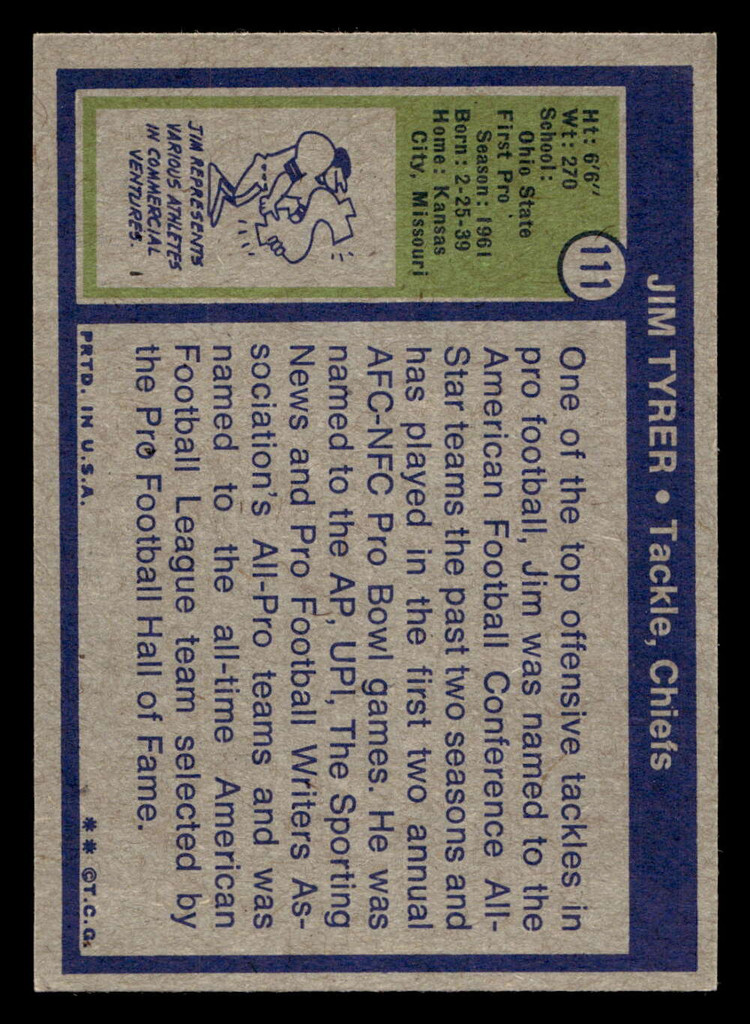 JIM TYRER • Tackle, Chiefs
111
Ht: 6'6"
Wt: 270
School:
Ohio State
First Pro
Season: 1961
Born: 2-25-39
Home: Kansas
City, Missouri
JIM REPRESENTS
VARIOUS ATHLETES
IN COMMERCIAL
VENTURES.
One of the top offensive tackles in
pro football, Jim was named to the
American Football Conference All-
Star teams the past two seasons and
has played in the first two annual
AFC-NFC Pro Bowl games. He was
named to the AP, UPI, The Sporting
News and Pro Football Writers As-
sociation's All-Pro teams and was
named to the all-time American
Football League team selected by
the Pro Football Hall of Fame.
PRTD. IN U.S.A.
** ©T.C.G.